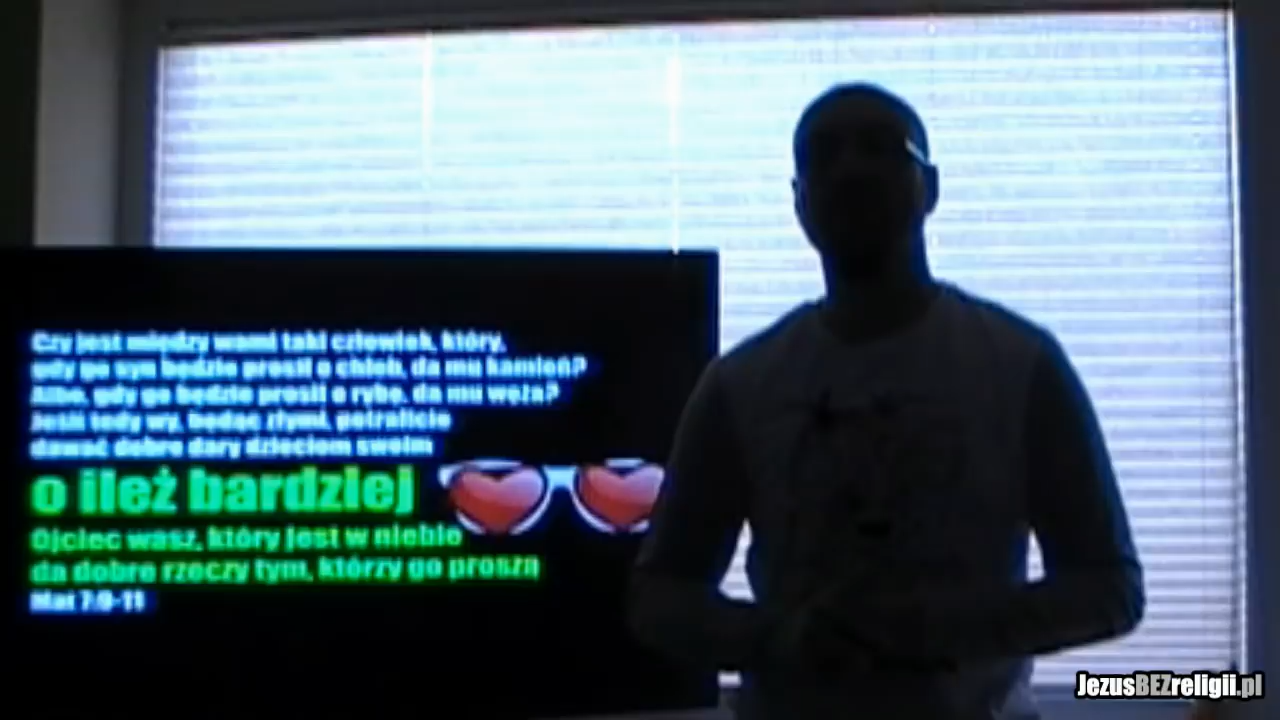 Czy jest między wami taki człowiek, który,
gdy go syn będzie prosił o chleb, da mu kamień?
Albo, gdy go będzie prosił o rybę, da mu węża?
Jeśli tedy wy, będąc złymi, potraficie
dawać dobre dary dzieciom swoim
o ileż bardziej
Ojciec wasz, który jest w niebie
da dobre rzeczy tym, którzy go proszą
Mat 7:9-11
JezusBEZreligii.pl